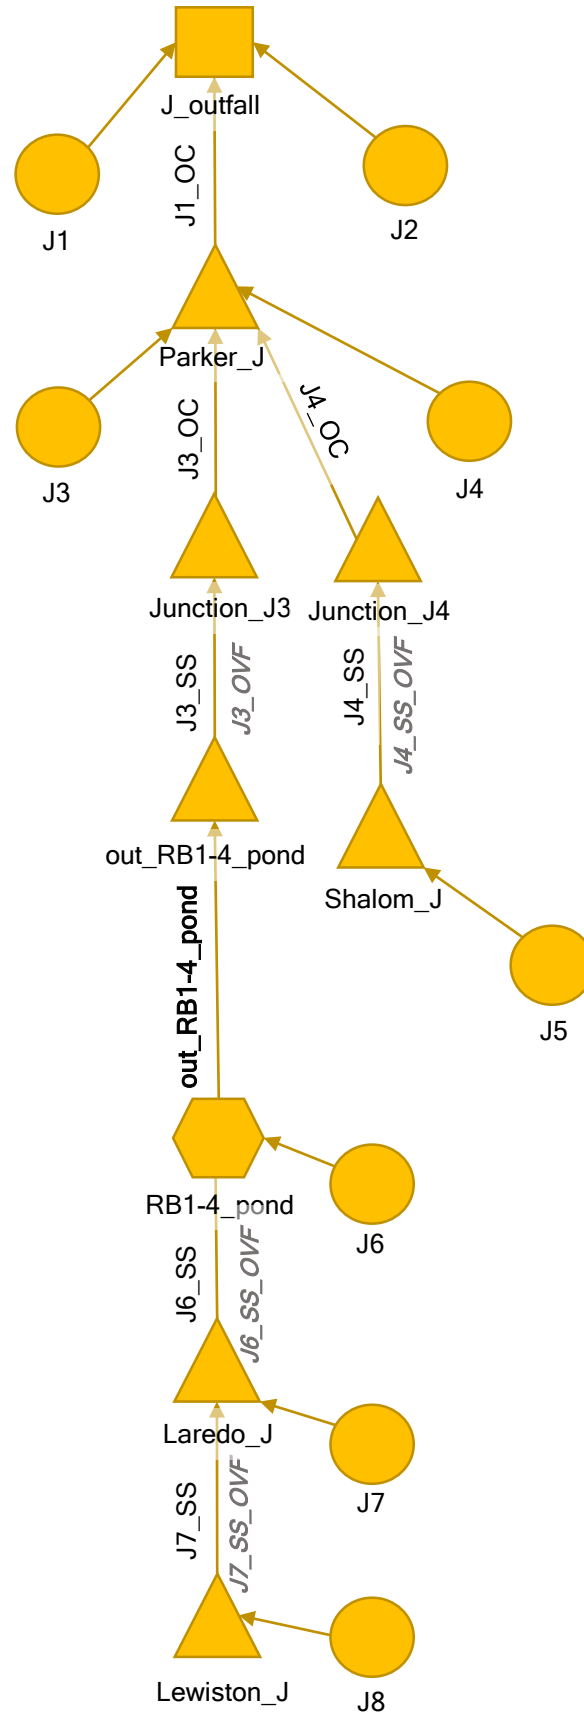 J_outfall
J1
J1_OC
J2
Parker_J
J3
J3_OC
J4_OC
J4
Junction_J3
Junction_J4
J3_SS
J3_OVF
J4_SS
J4_SS_OVF
out_RB1-4_pond
Shalom_J
out_RB1-4_pond
J5
RB1-4_pond
J6
J6_SS
J6_SS_OVF
Laredo_J
J7
J7_SS
J7_SS_OVF
Lewiston_J
J8